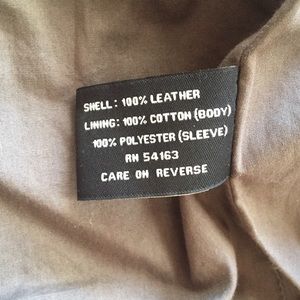 SHELL: 100% LEATHER
LINING: 100% COTTON (BODY)
100% POLYESTER (SLEEVE)
RN 54163
CARE ON REVERSE